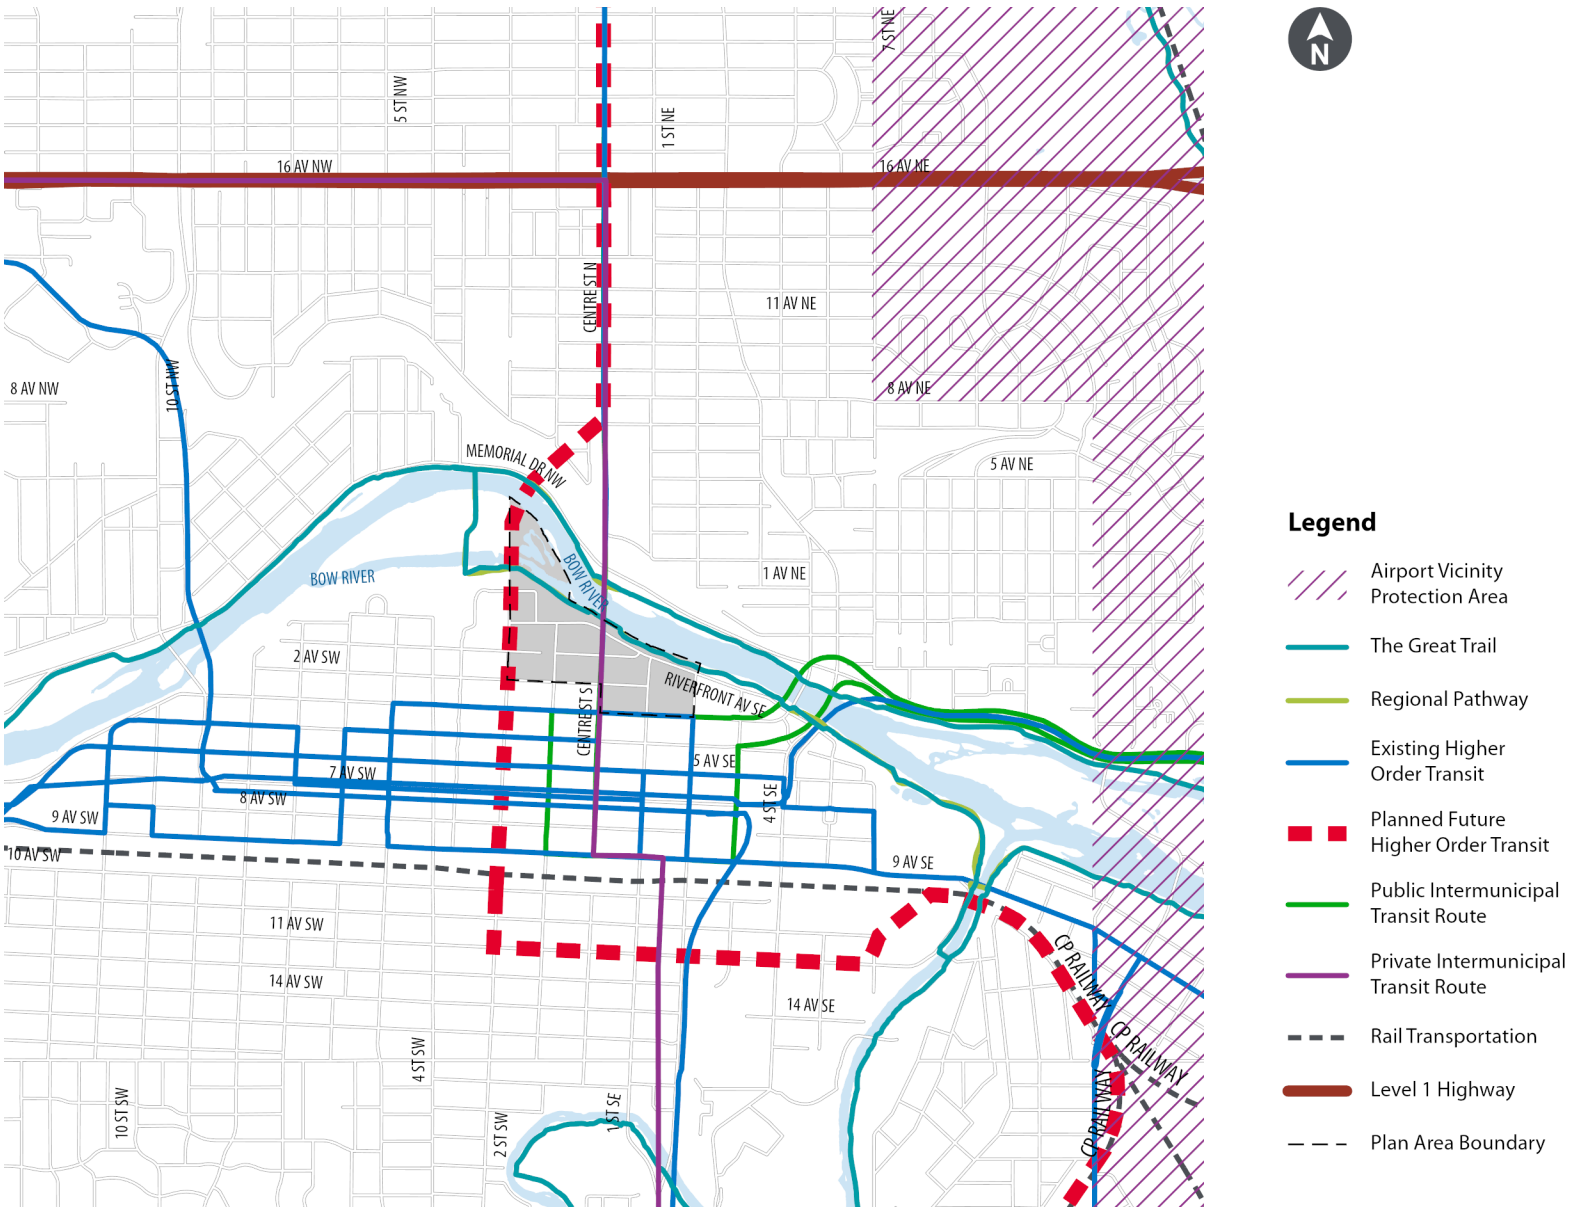 7 ST NE
N
5 ST NW
1 ST NE
16 AV NW
16 AV NE
CENTRE ST N
11 AV NE
10 ST NW
8 AV NW
8 AV NE
MEMORIAL DR NW
5 AV NE
BOW RIVER
BOW RIVER
1 AV NE
2 AV SW
RIVERFRONT AV SE
CENTRE ST S
5 AV SE
7 AV SW
8 AV SW
4 ST SE
9 AV SW
10 AV SW
9 AV SE
11 AV SW
CP RAILWAY
14 AV SW
14 AV SE
CP RAILWAY
4 ST SW
CP RAILWAY
10 ST SW
2 ST SW
1 ST SE
Legend
Airport Vicinity
Protection Area
The Great Trail
Regional Pathway
Existing Higher
Order Transit
Planned Future
Higher Order Transit
Public Intermunicipal
Transit Route
Private Intermunicipal
Transit Route
Rail Transportation
Level 1 Highway
Plan Area Boundary